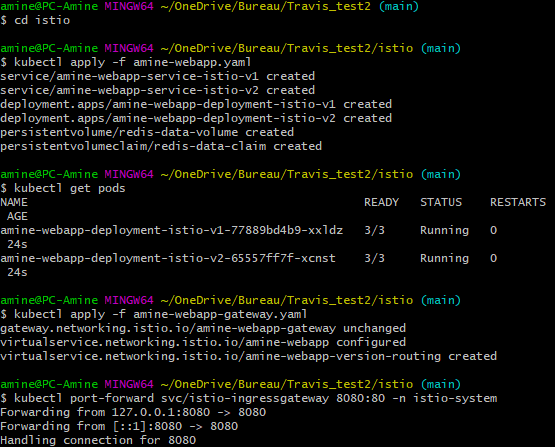 amine@PC-Amine MINGW64 ~/OneDrive/Bureau/Travis_test2 (main)
$ cd istio
amine@PC-Amine MINGW64 ~/OneDrive/Bureau/Travis_test2/istio (main)
$ kubectl apply -f amine-webapp.yaml
service/amine-webapp-service-istio-v1 created
service/amine-webapp-service-istio-v2 created
deployment.apps/amine-webapp-deployment-istio-v1 created
deployment.apps/amine-webapp-deployment-istio-v2 created
persistentvolume/redis-data-volume created
persistentvolumeclaim/redis-data-claim created
amine@PC-Amine MINGW64 ~/OneDrive/Bureau/Travis_test2/istio (main)
$ kubectl get pods
NAME READY STATUS RESTARTS
AGE
amine-webapp-deployment-istio-v1-77889bd4b9-xxldz 3/3 Running 0
24s
amine-webapp-deployment-istio-v2-65557ff7f-xcnst 3/3 Running 0
24s
amine@PC-Amine MINGW64 ~/OneDrive/Bureau/Travis_test2/istio (main)
$ kubectl apply -f amine-webapp-gateway.yaml
gateway.networking.istio.io/amine-webapp-gateway unchanged
virtualservice.networking.istio.io/amine-webapp configured
virtualservice.networking.istio.io/amine-webapp-version-routing created
amine@PC-Amine MINGW64 ~/OneDrive/Bureau/Travis_test2/istio (main)
$ kubectl port-forward svc/istio-ingressgateway 8080:80 -n istio-system
Forwarding from 127.0.0.1:8080 -> 8080
Forwarding from [::1]:8080 -> 8080
Handling connection for 8080